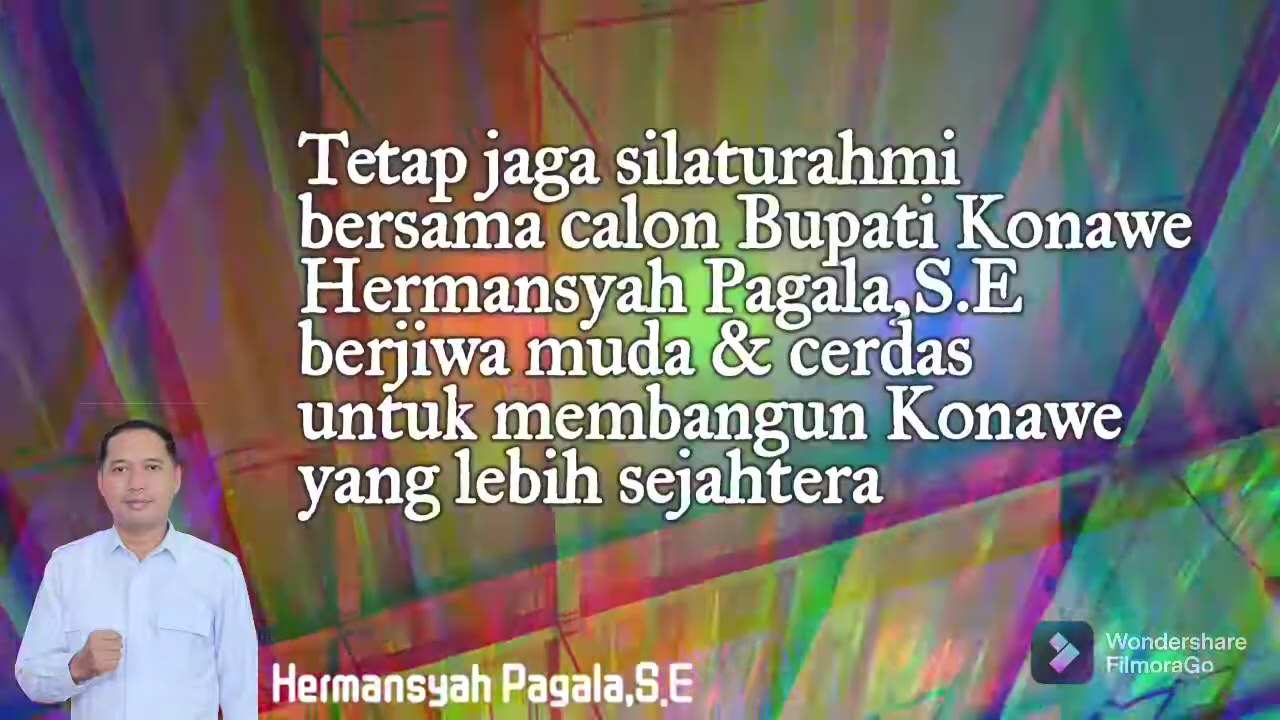 Tetap jaga silaturahmi
bersama calon Bupati Konawe
Hermansyah Pagala,S.E
berjiwa muda & cerdas
untuk membangun Konawe
yang lebih sejahtera
Hermansyah Pagala,S.E
Wondershare
FilmoraGo